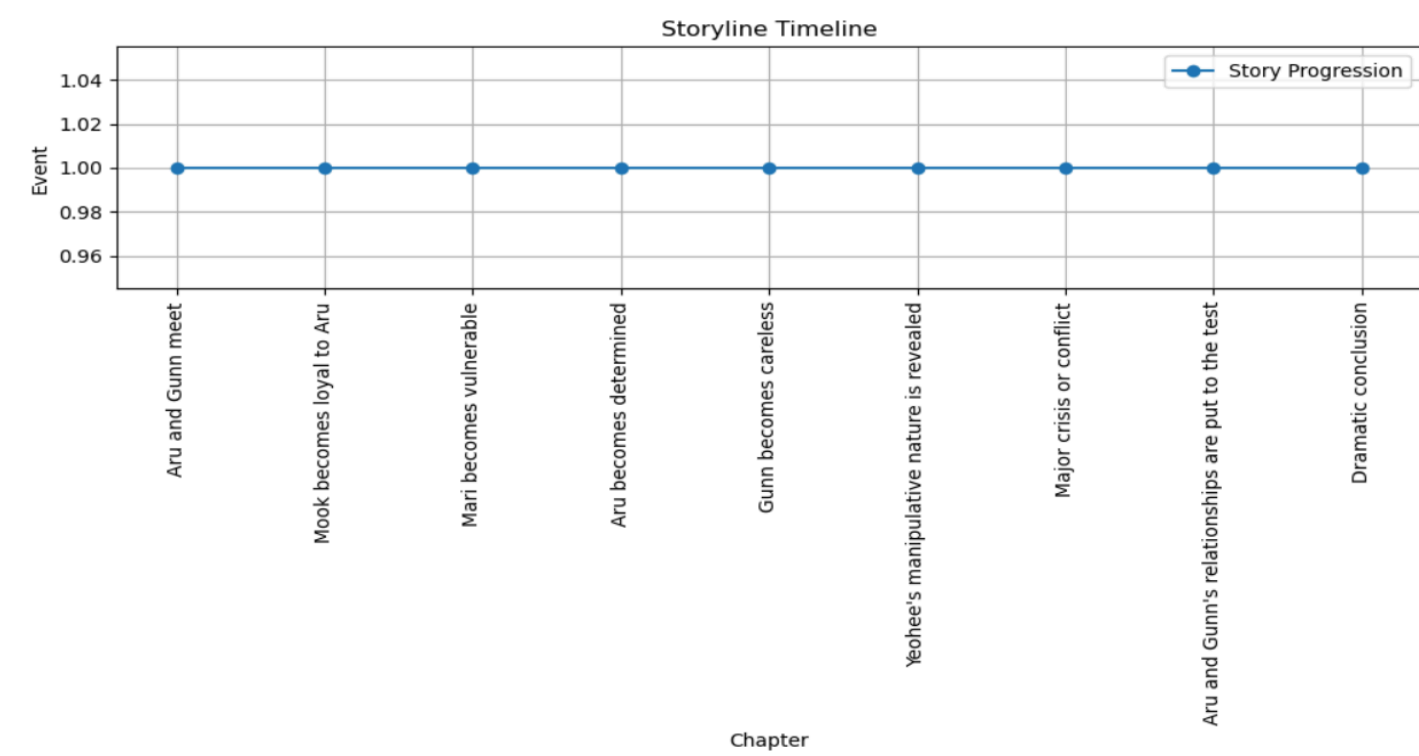 Storyline Timeline
Story Progression
1.04
1.02
1.00
0.98
0.96
Event
Aru and Gunn meet
Mook becomes loyal to Aru
Mari becomes vulnerable
Aru becomes determined
Gunn becomes careless
Yeohee's manipulative nature is revealed
Major crisis or conflict
Aru and Gunn's relationships are put to the test
Dramatic conclusion
Chapter